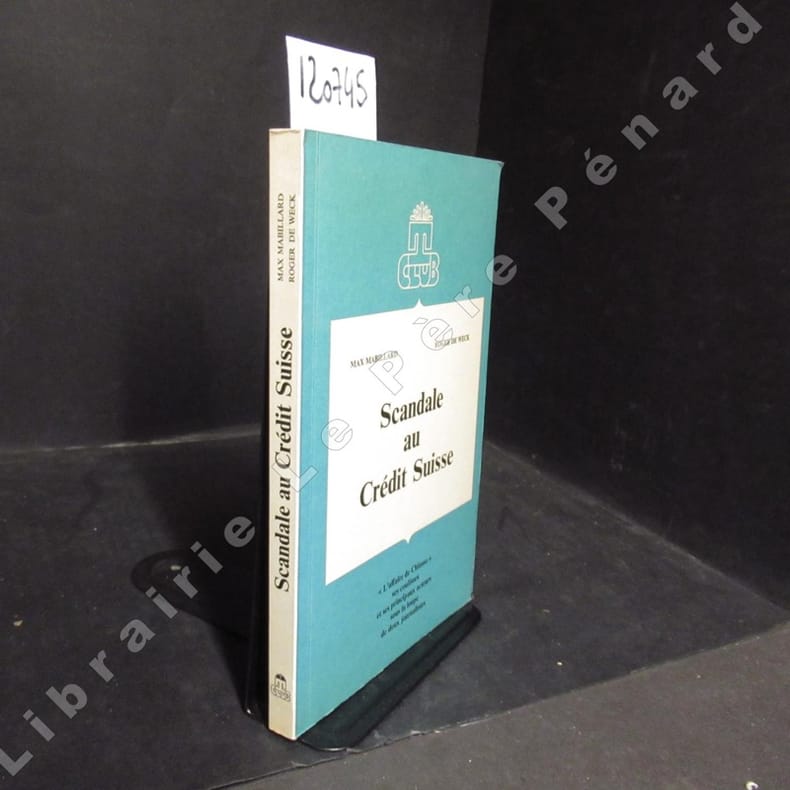 120745
MAX MABILLARD
ROGER DE WECK
Scandale au Crédit Suisse
T
CLUB
T
CLUB
MAX MABILLARD
ROGER DE WECK
Scandale
au
Crédit Suisse
« L'affaire de Chiasso »
ses coulisses
et ses principaux acteurs
sous la loupe
de deux journalistes
Librairie Le Père Pénard